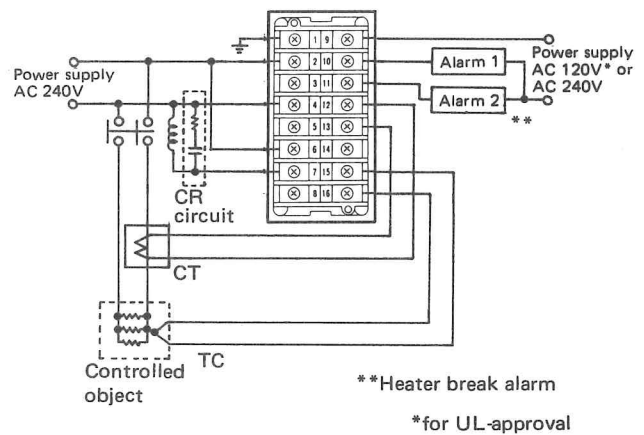 1 9
2 10
3 11
4 12
5 13
6 14
7 15
8 16
Power supply
AC 240V
Alarm 1
Alarm 2
**
Power supply
AC 120V* or
AC 240V
CR
circuit
CT
TC
Controlled
object
**Heater break alarm
*for UL-approval